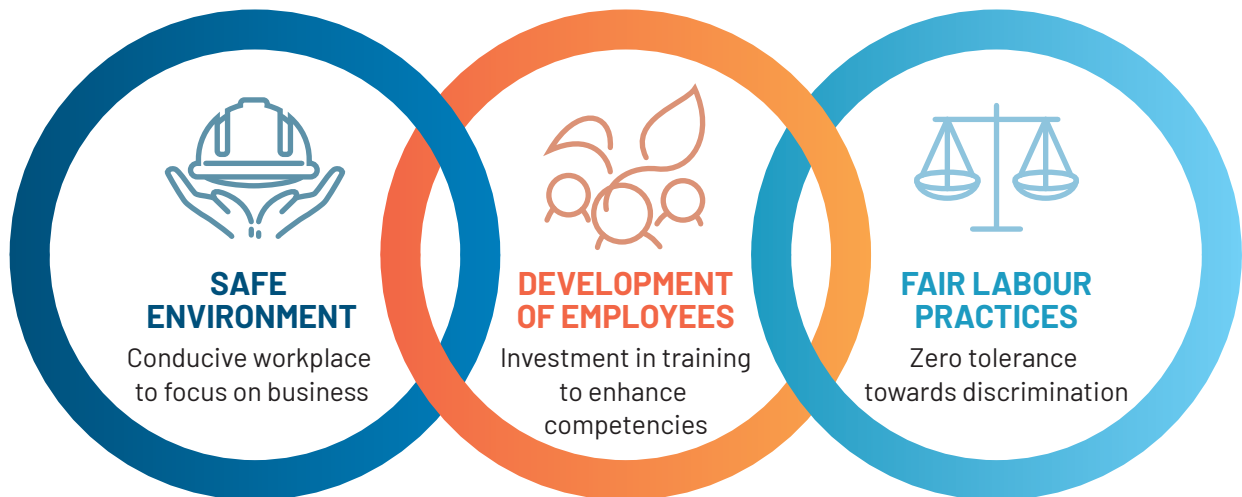 SAFE
ENVIRONMENT
Conducive workplace
to focus on business
DEVELOPMENT
OF EMPLOYEES
Investment in training
to enhance
competencies
FAIR LABOUR
PRACTICES
Zero tolerance
towards discrimination